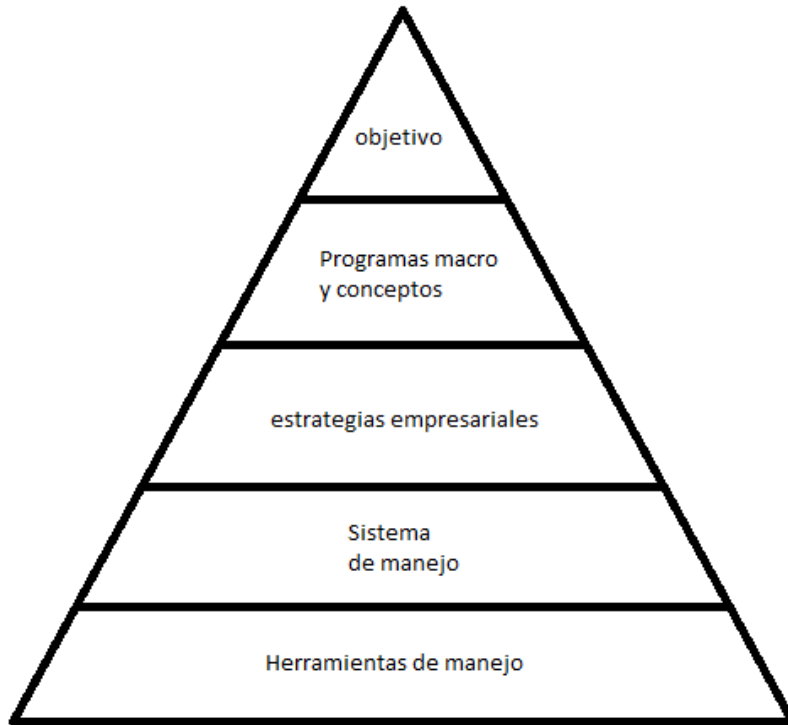 objetivo
Programas macro
y conceptos
estrategias empresariales
Sistema
de manejo
Herramientas de manejo